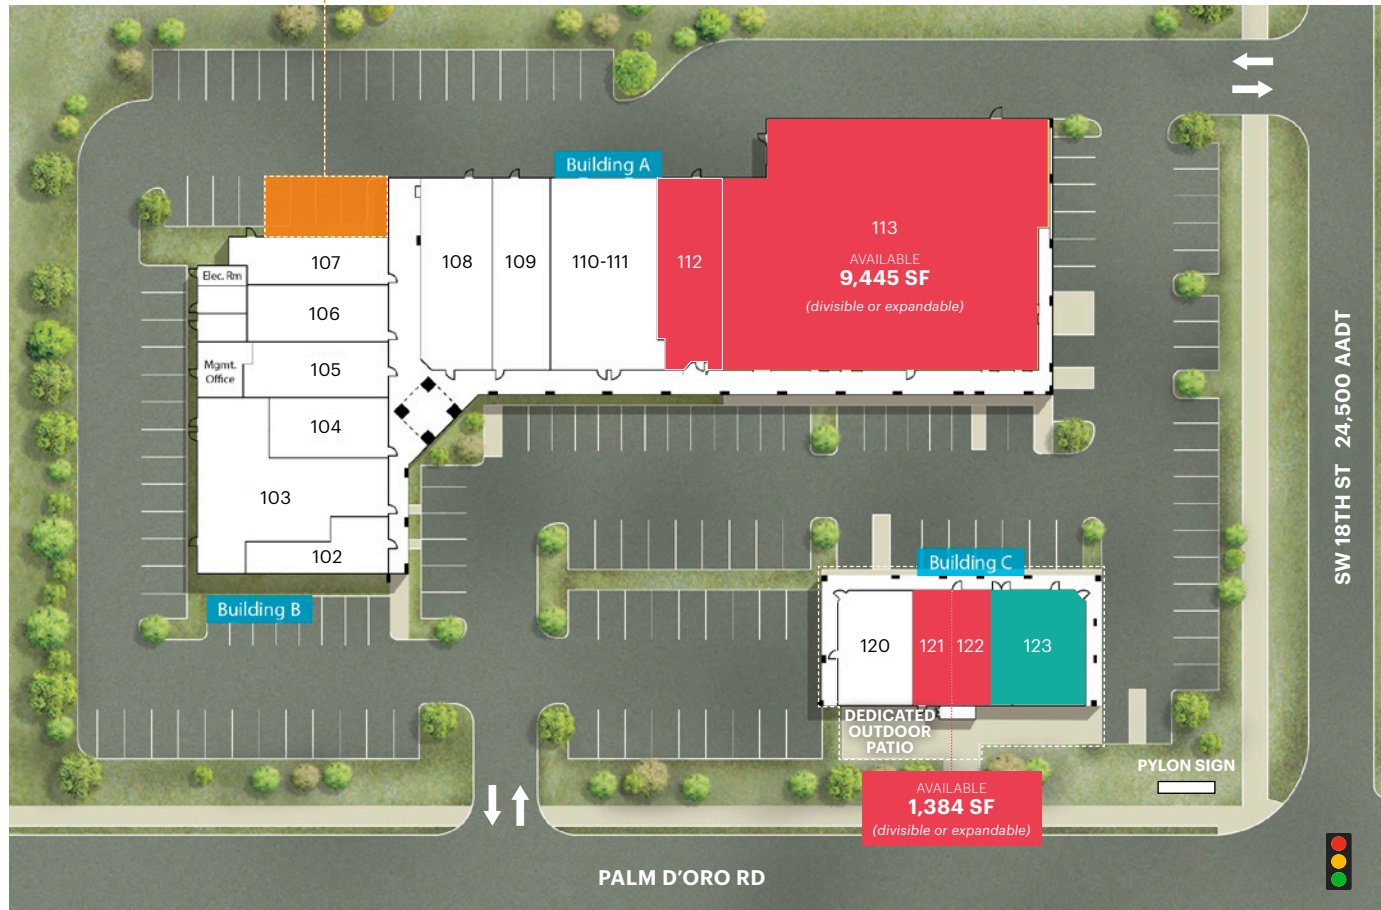 Building A
113
AVAILABLE
9,445 SF
(divisible or expandable)
112
110-111
109
108
107
Elec. Rm
106
105
Mgmt.
Office
104
103
102
Building B
SW 18TH ST 24,500 AADT
Building C
120
121
122
123
DEDICATED
OUTDOOR
PATIO
PYLON SIGN
AVAILABLE
1,384 SF
(divisible or expandable)
PALM D'ORO RD